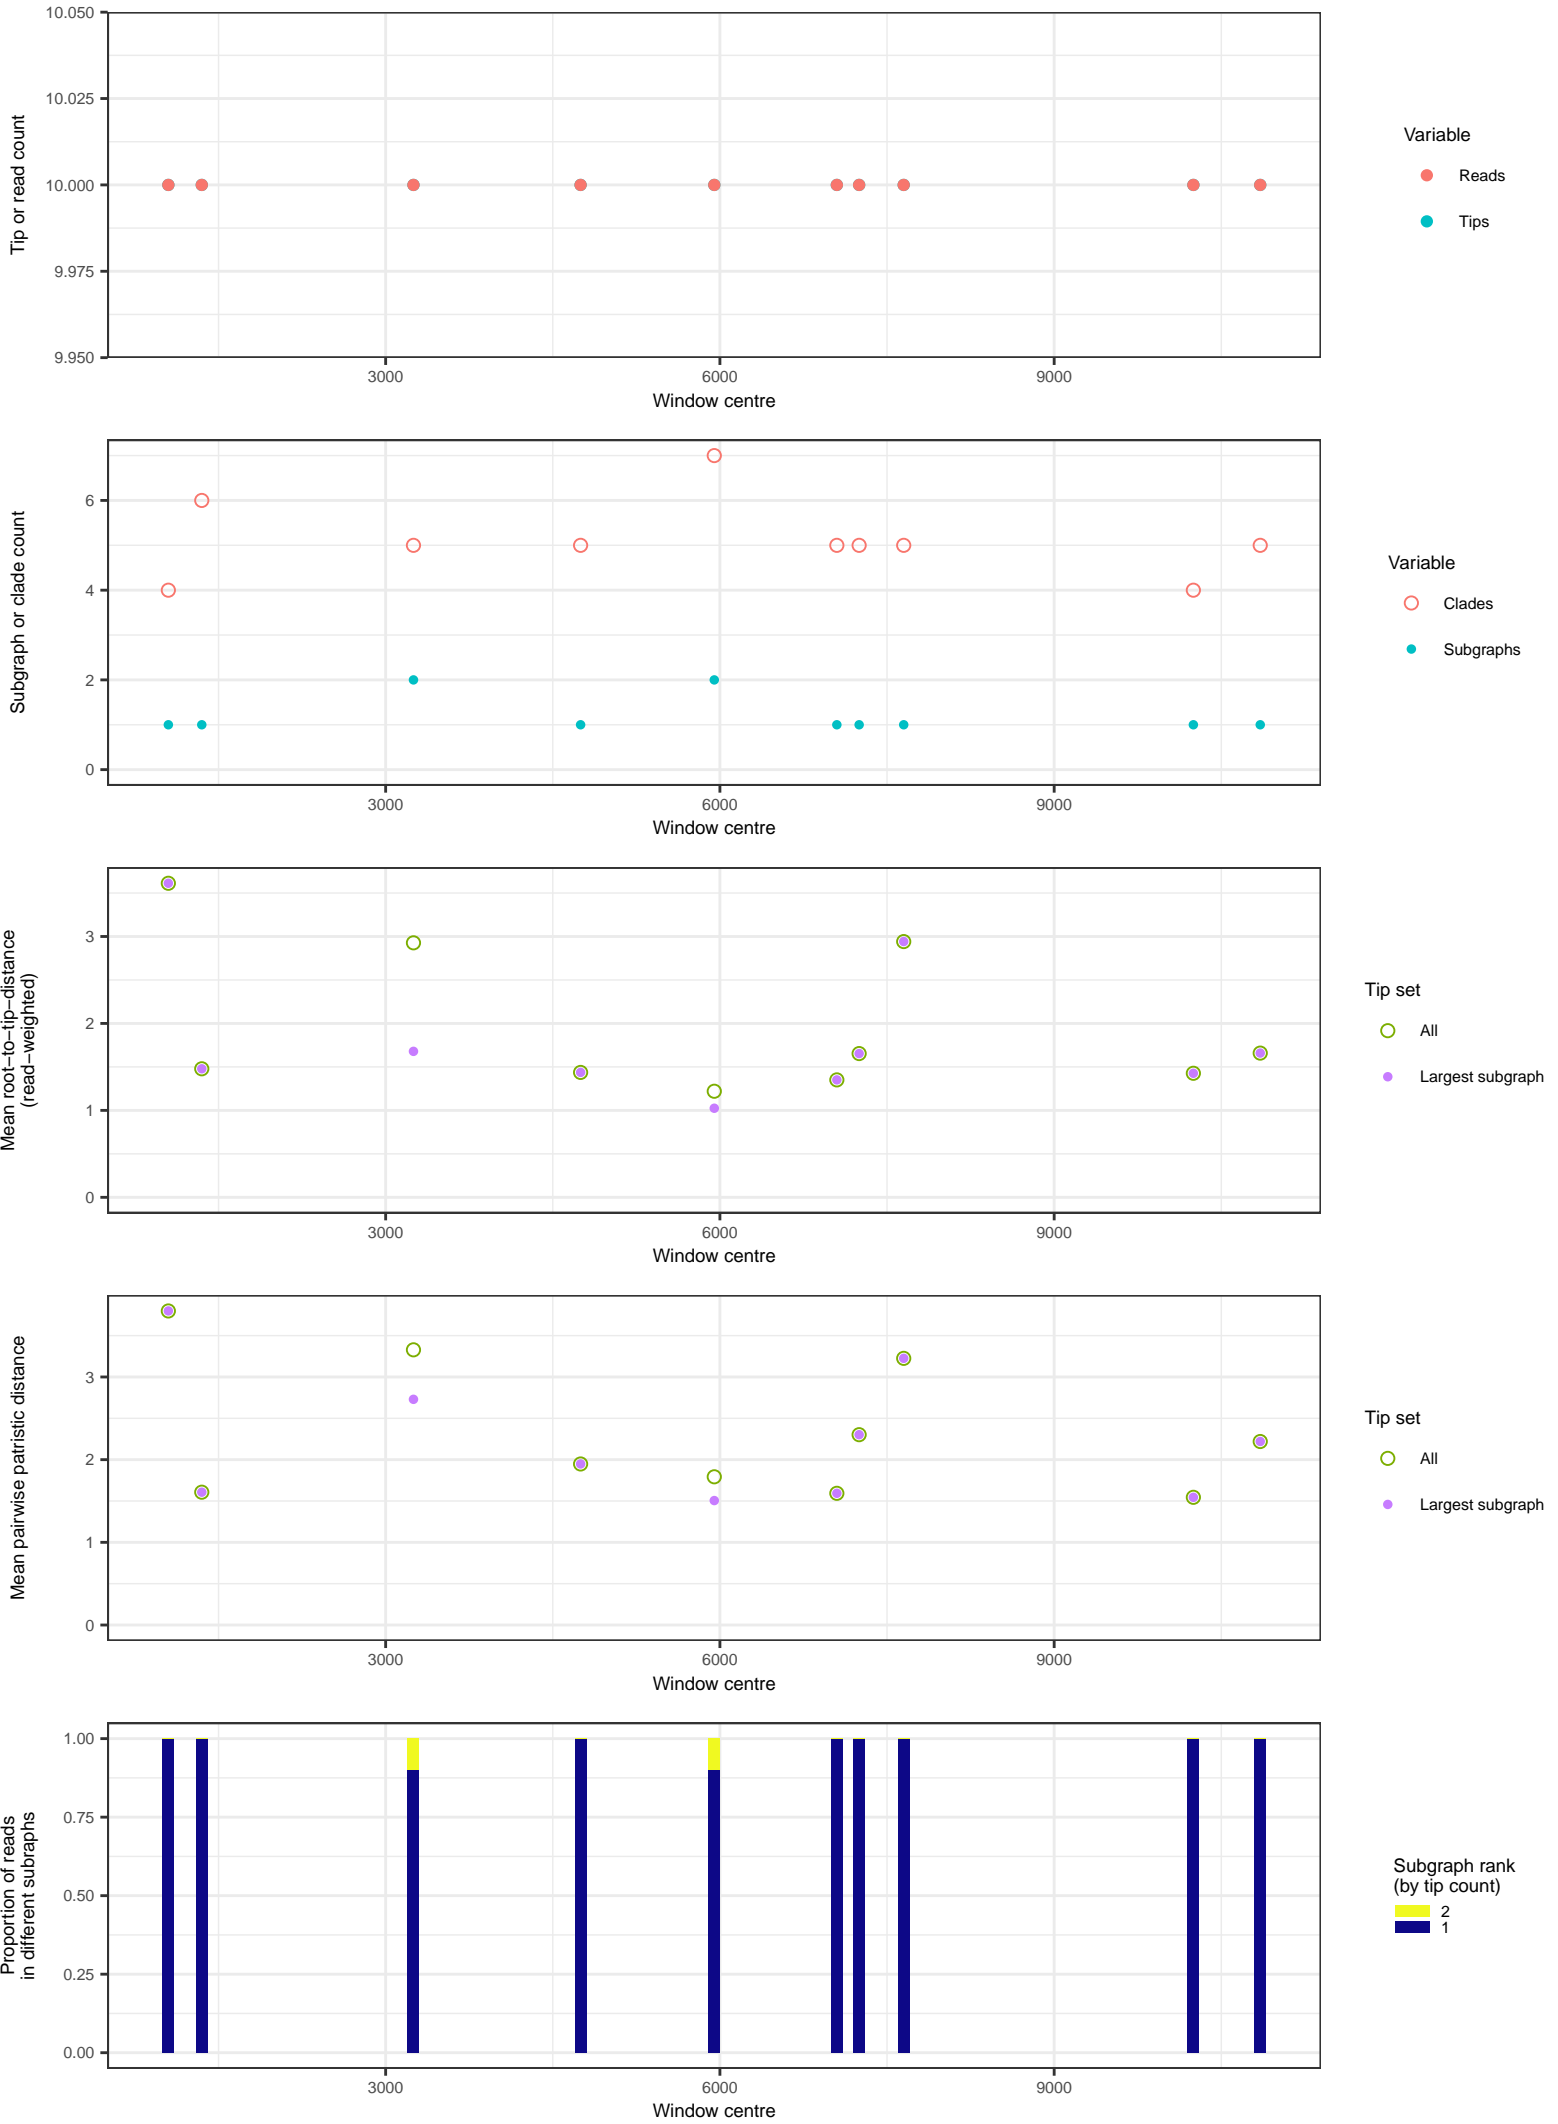 10.050
10.025
10.000
9.975
9.950
Tip or read count
3000 6000 9000
Window centre
Variable
Reads
Tips
6
4
2
0
Subgraph or clade count
3000 6000 9000
Window centre
Variable
Clades
Subgraphs
3
2
1
0
Mean root−to−tip−distance
(read−weighted)
3000 6000 9000
Window centre
Tip set
All
Largest subgraph
3
2
1
0
Mean pairwise patristic distance
3000 6000 9000
Window centre
Tip set
All
Largest subgraph
1.00
0.75
0.50
0.25
0.00
Proportion of reads
in different subraphs
3000 6000 9000
Window centre
Subgraph rank
(by tip count)
2
1